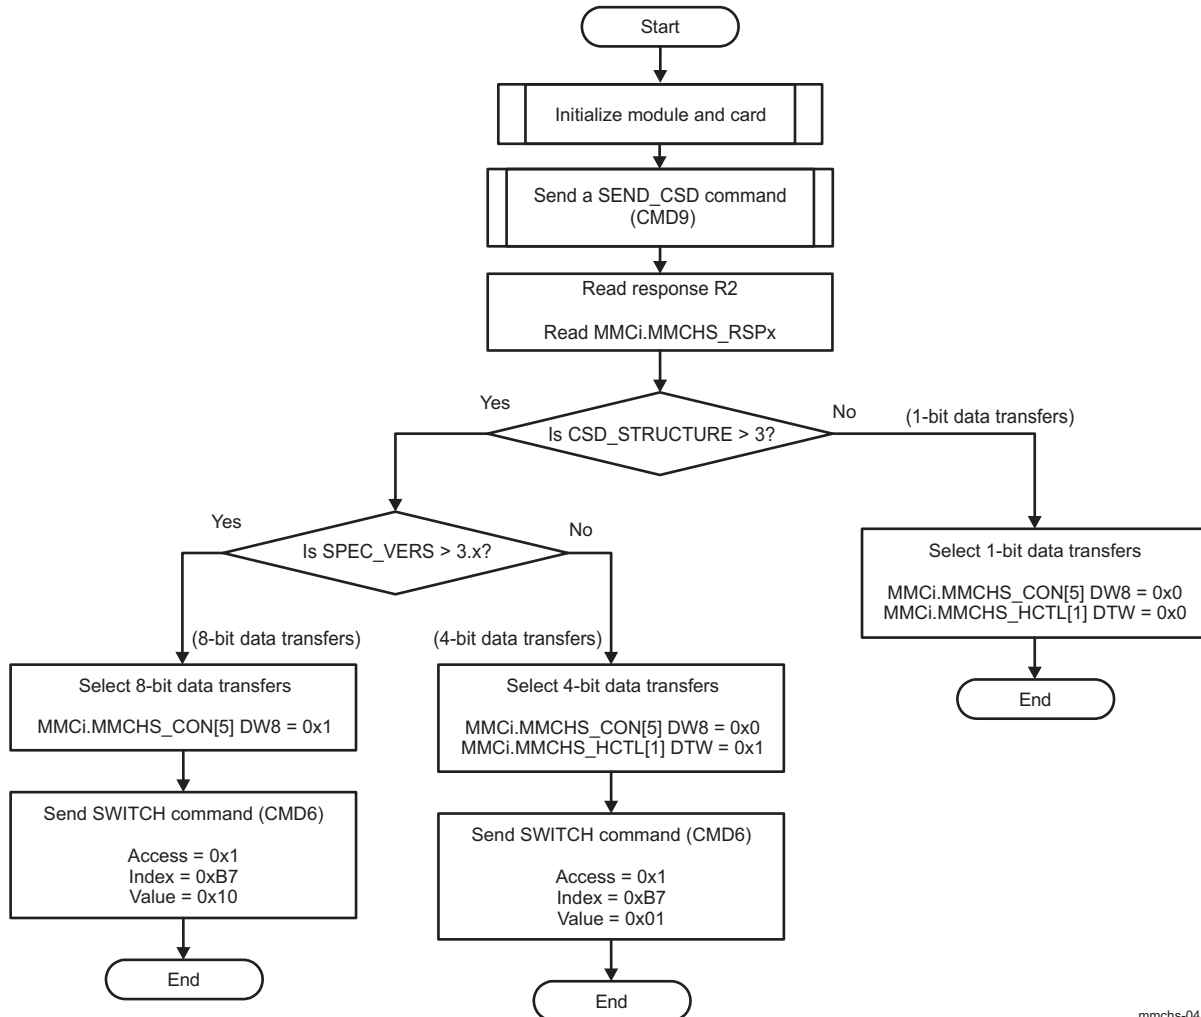 Start
Initialize module and card
Send a SEND_CSD command
(CMD9)
Read response R2
Read MMCi.MMCHS_RSPx
Yes
Is CSD_STRUCTURE > 3?
No
(1-bit data transfers)
Yes
Is SPEC_VERS > 3.x?
No
Select 1-bit data transfers
MMCi.MMCHS_CON[5] DW8 = 0x0
MMCi.MMCHS_HCTL[1] DTW = 0x0
End
(8-bit data transfers)
(4-bit data transfers)
Select 8-bit data transfers
MMCi.MMCHS_CON[5] DW8 = 0x1
Select 4-bit data transfers
MMCi.MMCHS_CON[5] DW8 = 0x0
MMCi.MMCHS_HCTL[1] DTW = 0x1
Send SWITCH command (CMD6)
Access = 0x1
Index = 0xB7
Value = 0x10
End
Send SWITCH command (CMD6)
Access = 0x1
Index = 0xB7
Value = 0x01
End